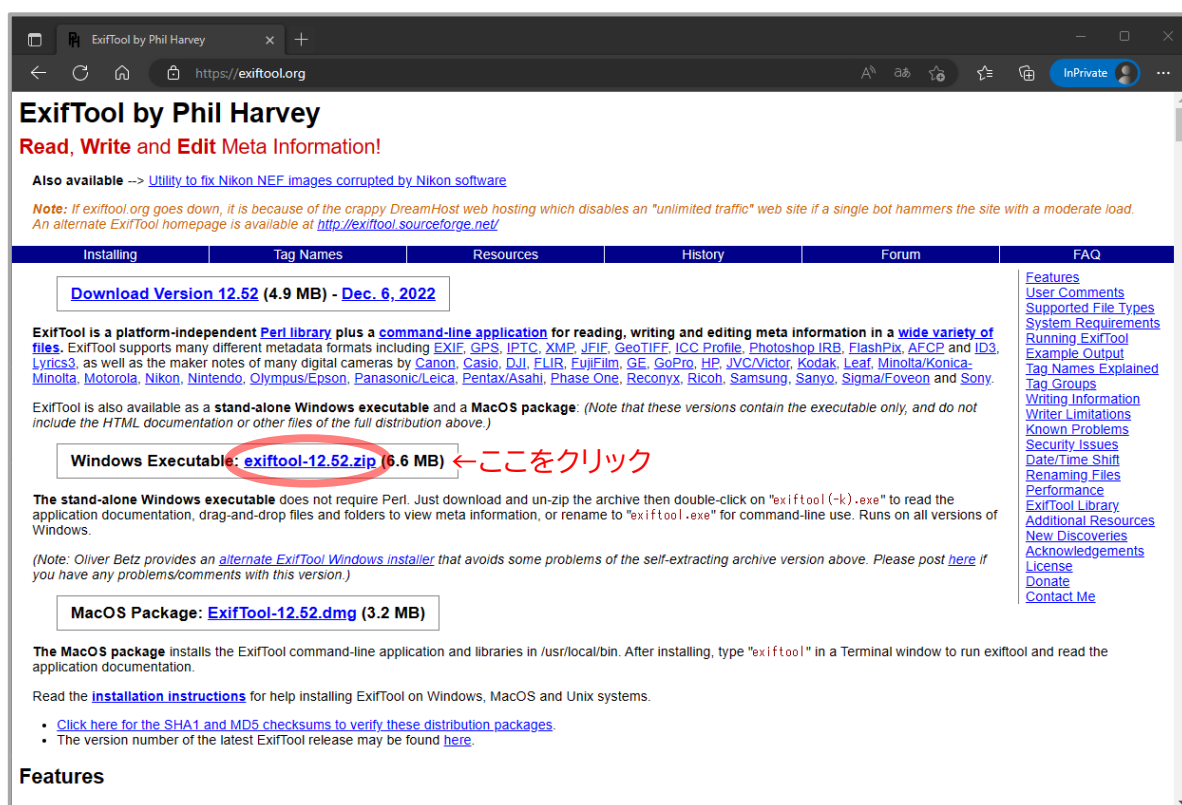 ExifTool by Phil Harvey
https://exiftool.org
InPrivate
ExifTool by Phil Harvey
Read, Write and Edit Meta Information!
Also available --> Utility to fix Nikon NEF images corrupted by Nikon software
Note: If exiftool.org goes down, it is because of the crappy DreamHost web hosting which disables an "unlimited traffic" web site if a single bot hammers the site with a moderate load.
An alternate ExifTool homepage is available at http://exiftool.sourceforge.net/
Installing Tag Names Resources History Forum FAQ
Download Version 12.52 (4.9 MB) - Dec. 6, 2022
ExifTool is a platform-independent Perl library plus a command-line application for reading, writing and editing meta information in a wide variety of
files. ExifTool supports many different metadata formats including EXIF, GPS, IPTC, XMP, JFIF, GeoTIFF, ICC Profile, Photoshop IRB, FlashPix, AFCP and ID3,
Lyrics3, as well as the maker notes of many digital cameras by Canon, Casio, DJI, FLIR, FujiFilm, GE, GoPro, HP, JVC/Victor, Kodak, Leaf, Minolta/Konica-
Minolta, Motorola, Nikon, Nintendo, Olympus/Epson, Panasonic/Leica, Pentax/Asahi, Phase One, Reconyx, Ricoh, Samsung, Sanyo, Sigma/Foveon and Sony.
ExifTool is also available as a stand-alone Windows executable and a MacOS package: (Note that these versions contain the executable only, and do not
include the HTML documentation or other files of the full distribution above.)
Windows Executable: exiftool-12.52.zip (6.6 MB) ←ここをクリック
The stand-alone Windows executable does not require Perl. Just download and un-zip the archive then double-click on "exiftool(-k).exe" to read the
application documentation, drag-and-drop files and folders to view meta information, or rename to "exiftool.exe" for command-line use. Runs on all versions of
Windows.
(Note: Oliver Betz provides an alternate ExifTool Windows installer that avoids some problems of the self-extracting archive version above. Please post here if
you have any problems/comments with this version.)
MacOS Package: ExifTool-12.52.dmg (3.2 MB)
The MacOS package installs the ExifTool command-line application and libraries in /usr/local/bin. After installing, type "exiftool" in a Terminal window to run exiftool and read the
application documentation.
Read the installation instructions for help installing ExifTool on Windows, MacOS and Unix systems.
• Click here for the SHA1 and MD5 checksums to verify these distribution packages.
• The version number of the latest ExifTool release may be found here.
Features
Features
User Comments
Supported File Types
System Requirements
Running ExifTool
Example Output
Tag Names Explained
Tag Groups
Writing Information
Writer Limitations
Known Problems
Security Issues
Date/Time Shift
Renaming Files
Performance
ExifTool Library
Additional Resources
New Discoveries
Acknowledgements
License
Donate
Contact Me